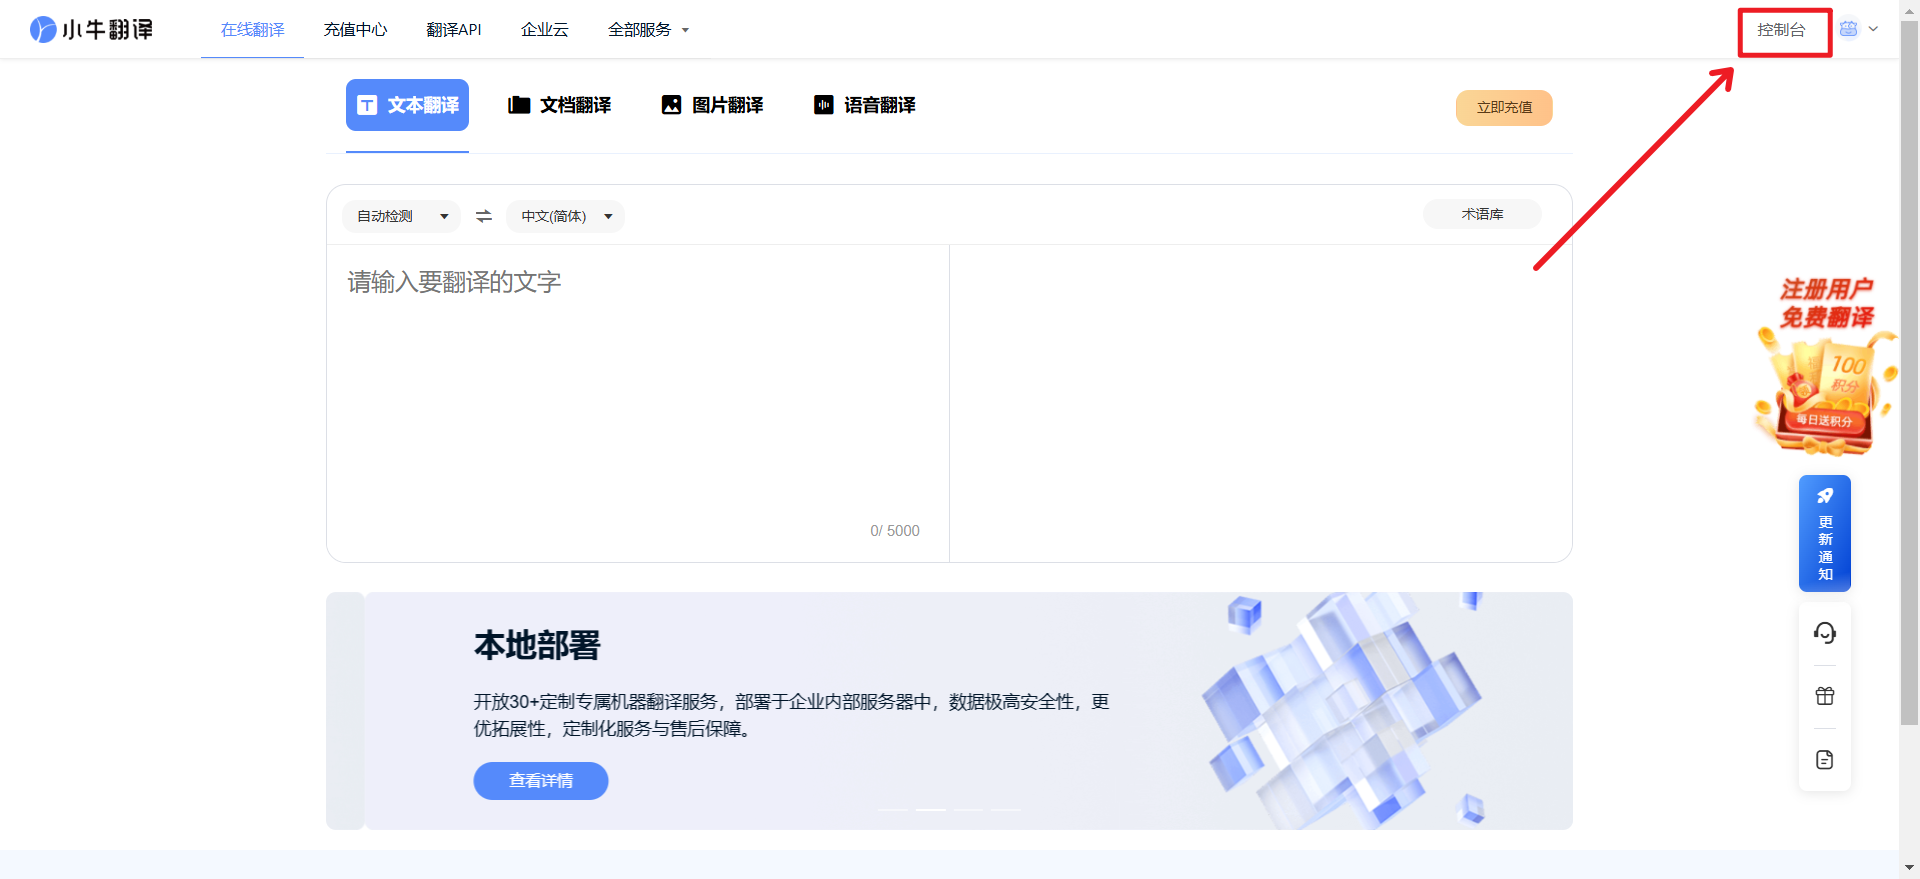 小牛翻译
在线翻译
充值中心
翻译API
企业云
全部服务
控制台
文本翻译
文档翻译
图片翻译
语音翻译
立即充值
自动检测
中文(简体)
术语库
请输入要翻译的文字
0/ 5000
注册用户
免费翻译
100
积分
每日送积分
更新通知
本地部署
开放30+定制专属机器翻译服务，部署于企业内部服务器中，数据极高安全性，更
优拓展性，定制化服务与售后保障。
查看详情